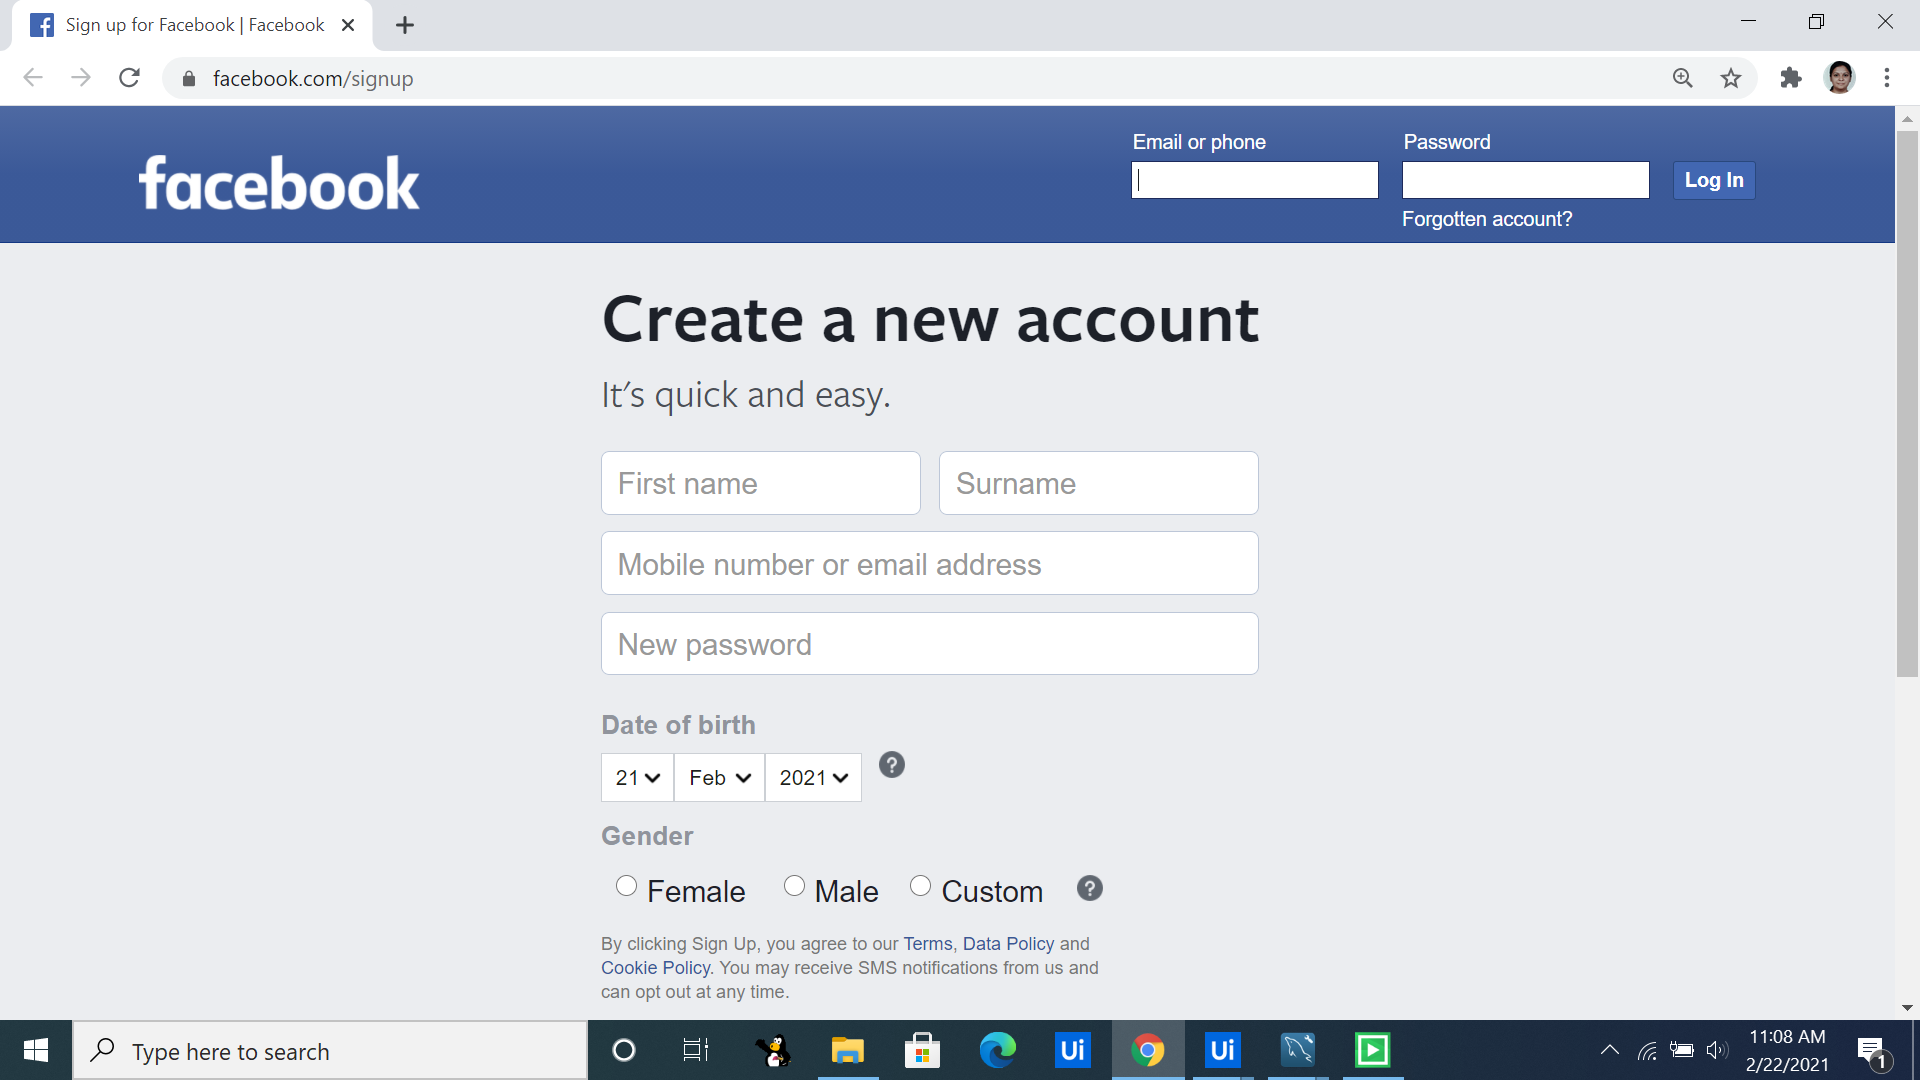 Sign up for Facebook | Facebook
facebook.com/signup
Email or phone
Password
facebook
Log In
Forgotten account?
Create a new account
It's quick and easy.
First name
Surname
Mobile number or email address
New password
Date of birth
21
Feb
2021
?
Gender
Female
Male
Custom
?
By clicking Sign Up, you agree to our Terms, Data Policy and
Cookie Policy. You may receive SMS notifications from us and
can opt out at any time.
Type here to search
Ui
Ui
11:08 AM
2/22/2021
1